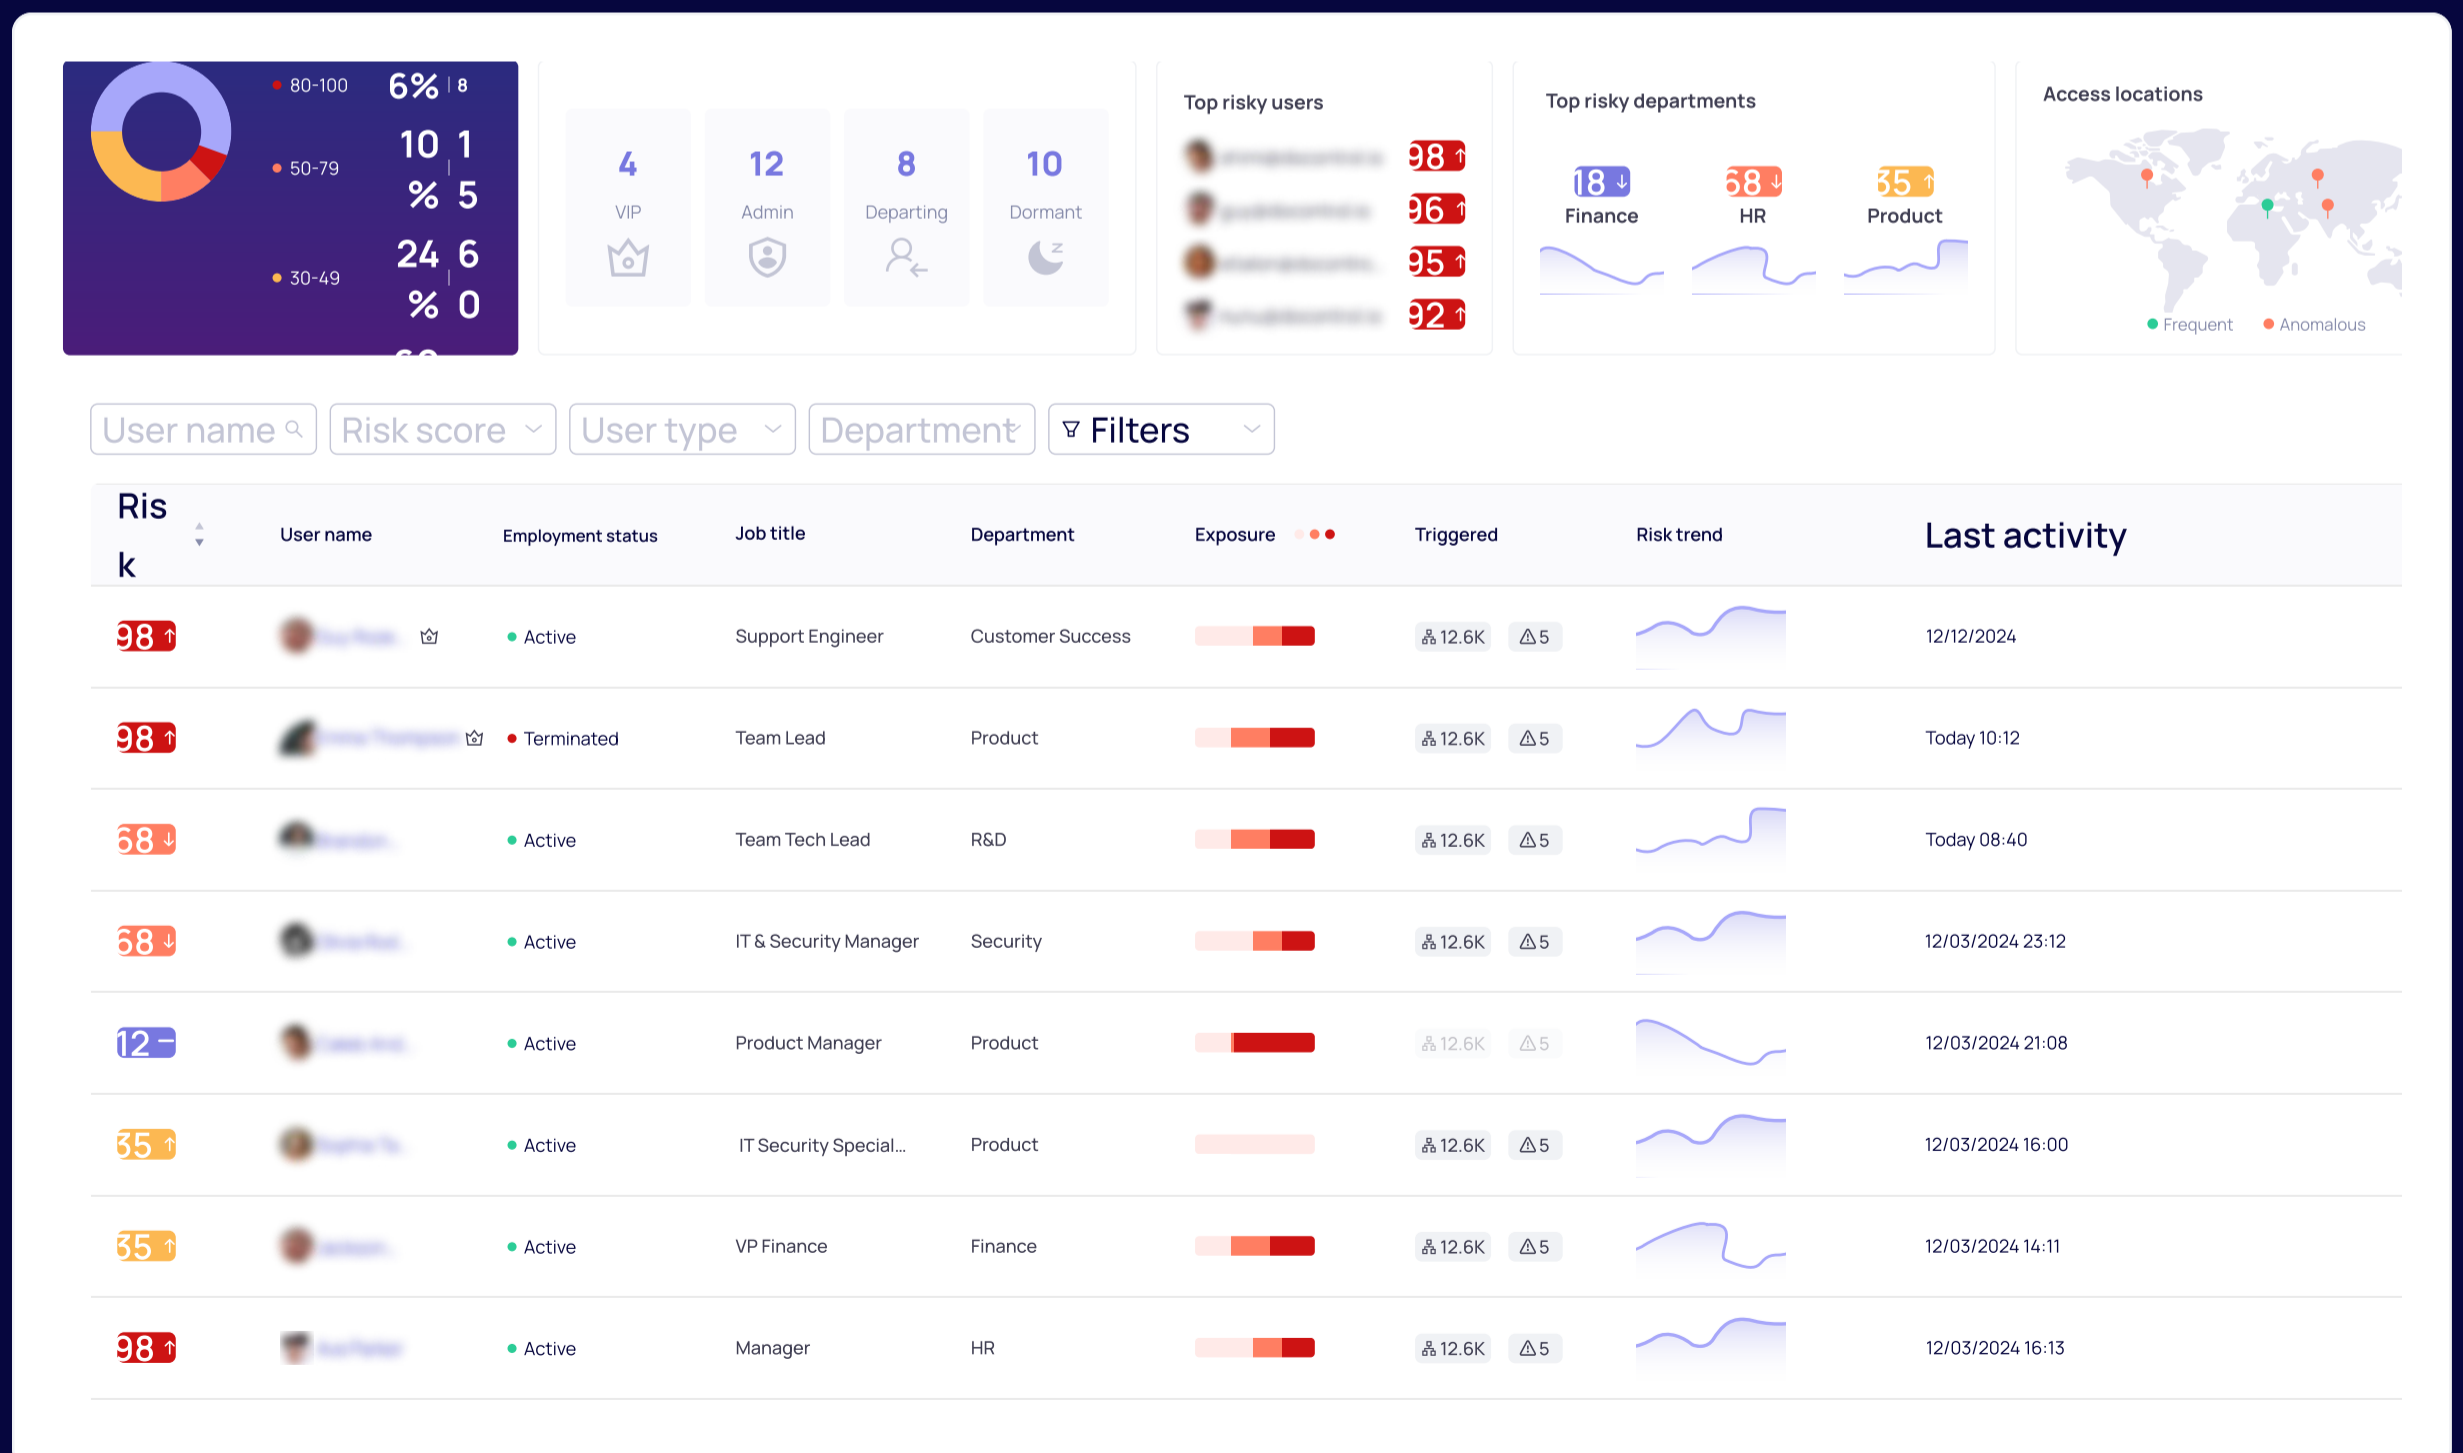 80-100 6% 8
50-79 10 % 1 5
30-49 24 % 6 0
4
VIP
12
Admin
8
Departing
10
Dormant
Top risky users
98
96
95
92
Top risky departments
18
Finance
68
HR
35
Product
Access locations
Frequent Anomalous
User name Risk score User type Department Filters
Risk User name Employment status Job title Department Exposure Triggered Risk trend Last activity
98 Active Support Engineer Customer Success 12.6K 5 12/12/2024
98 Terminated Team Lead Product 12.6K 5 Today 10:12
68 Active Team Tech Lead R&D 12.6K 5 Today 08:40
68 Active IT & Security Manager Security 12.6K 5 12/03/2024 23:12
12 Active Product Manager Product 12.6K 5 12/03/2024 21:08
35 Active IT Security Special... Product 12.6K 5 12/03/2024 16:00
35 Active VP Finance Finance 12.6K 5 12/03/2024 14:11
98 Active Manager HR 12.6K 5 12/03/2024 16:13